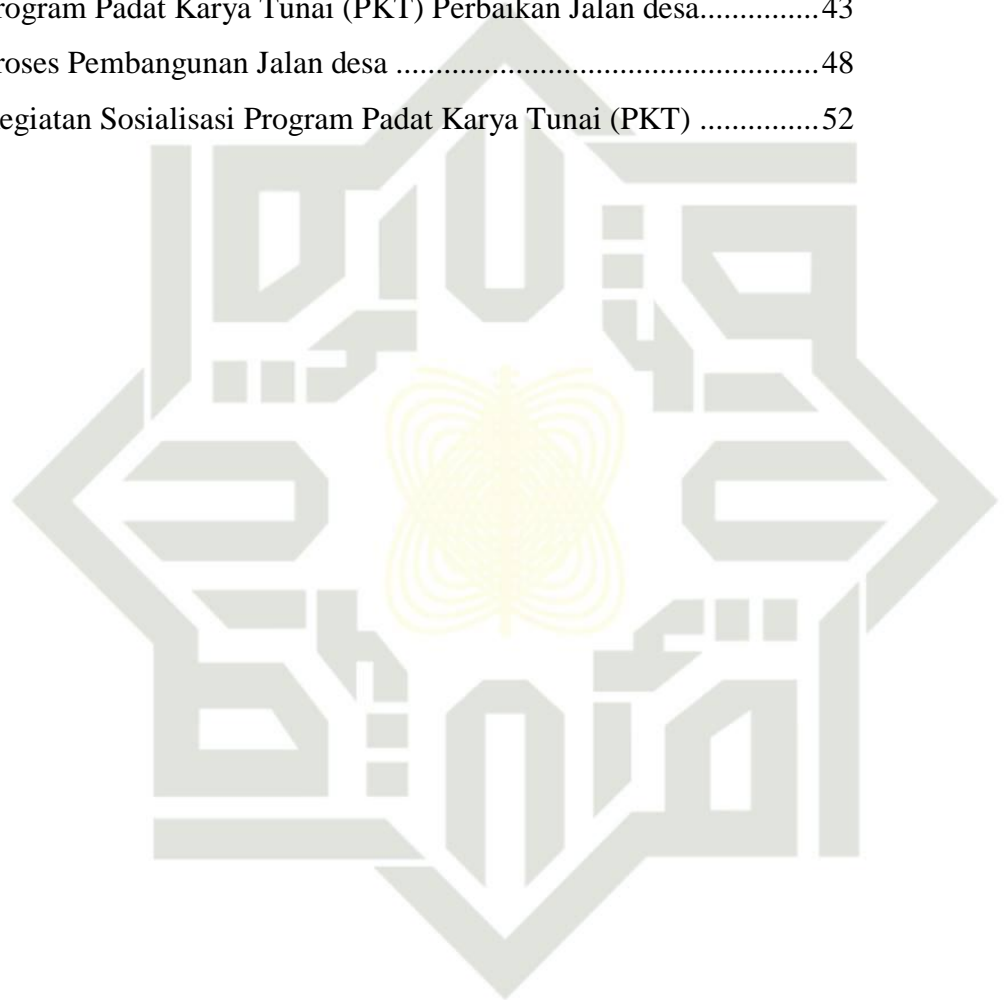 rogram Padat Karya Tunai (PKT) Perbaikan Jalan desa...............43
roses Pembangunan Jalan desa .....................................................48
egiatan Sosialisasi Program Padat Karya Tunai (PKT) ...............52